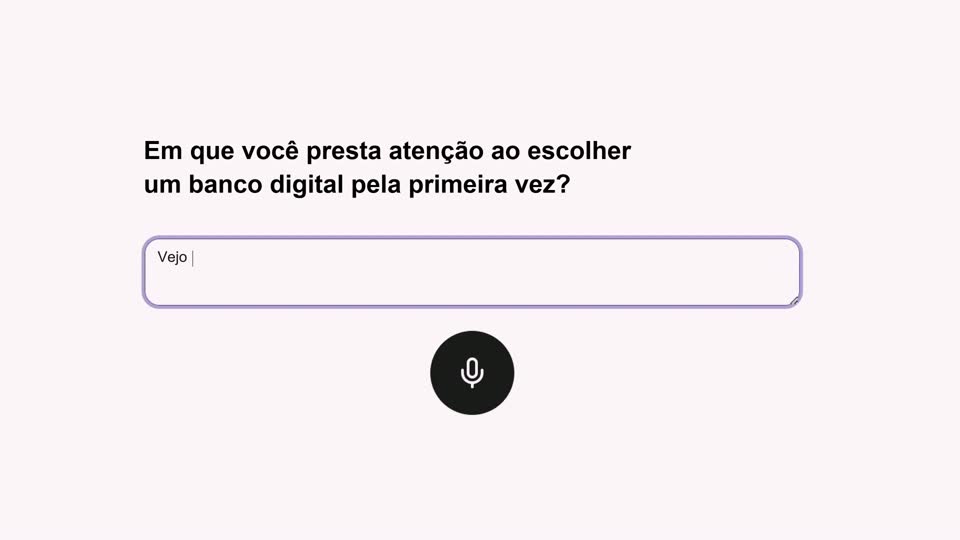 Em que você presta atenção ao escolher
um banco digital pela primeira vez?
Vejo